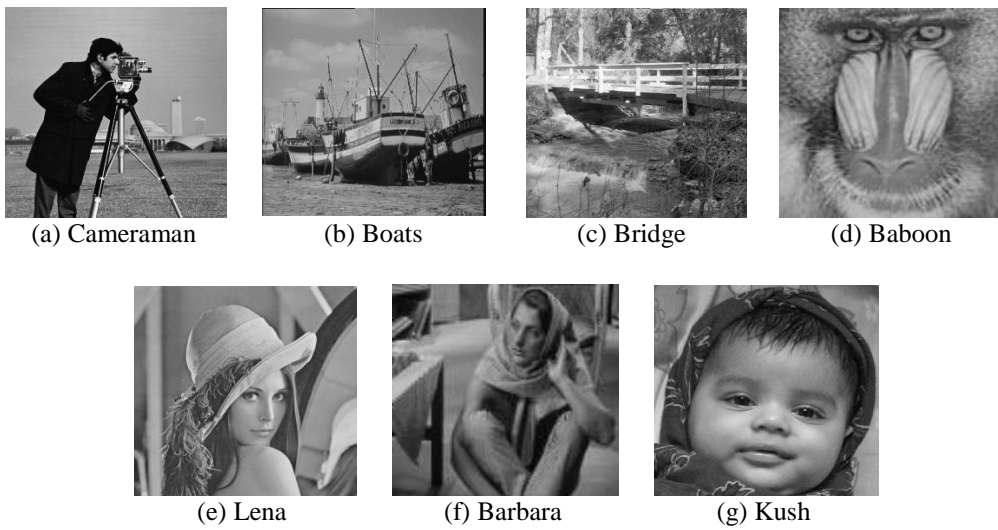 (a) Cameraman
(b) Boats
(c) Bridge
(d) Baboon
(e) Lena
(f) Barbara
(g) Kush